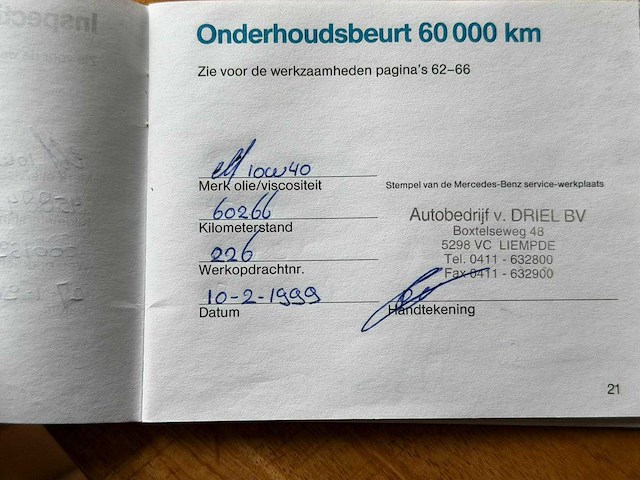 Onderhoudsbeurt 60 000 km
Zie voor de werkzaamheden pagina's 62–66
10W40
Merk olie/viscositeit
60266
Kilometerstand
226
Werkopdrachtnr.
10-2-1999
Datum
Stempel van de Mercedes-Benz service-werkplaats
Autobedrijf v. DRIEL BV
Boxtelseweg 48
5298 VC LIEMPDE
Tel. 0411 - 632800
Fax 0411 - 632900
Handtekening
21